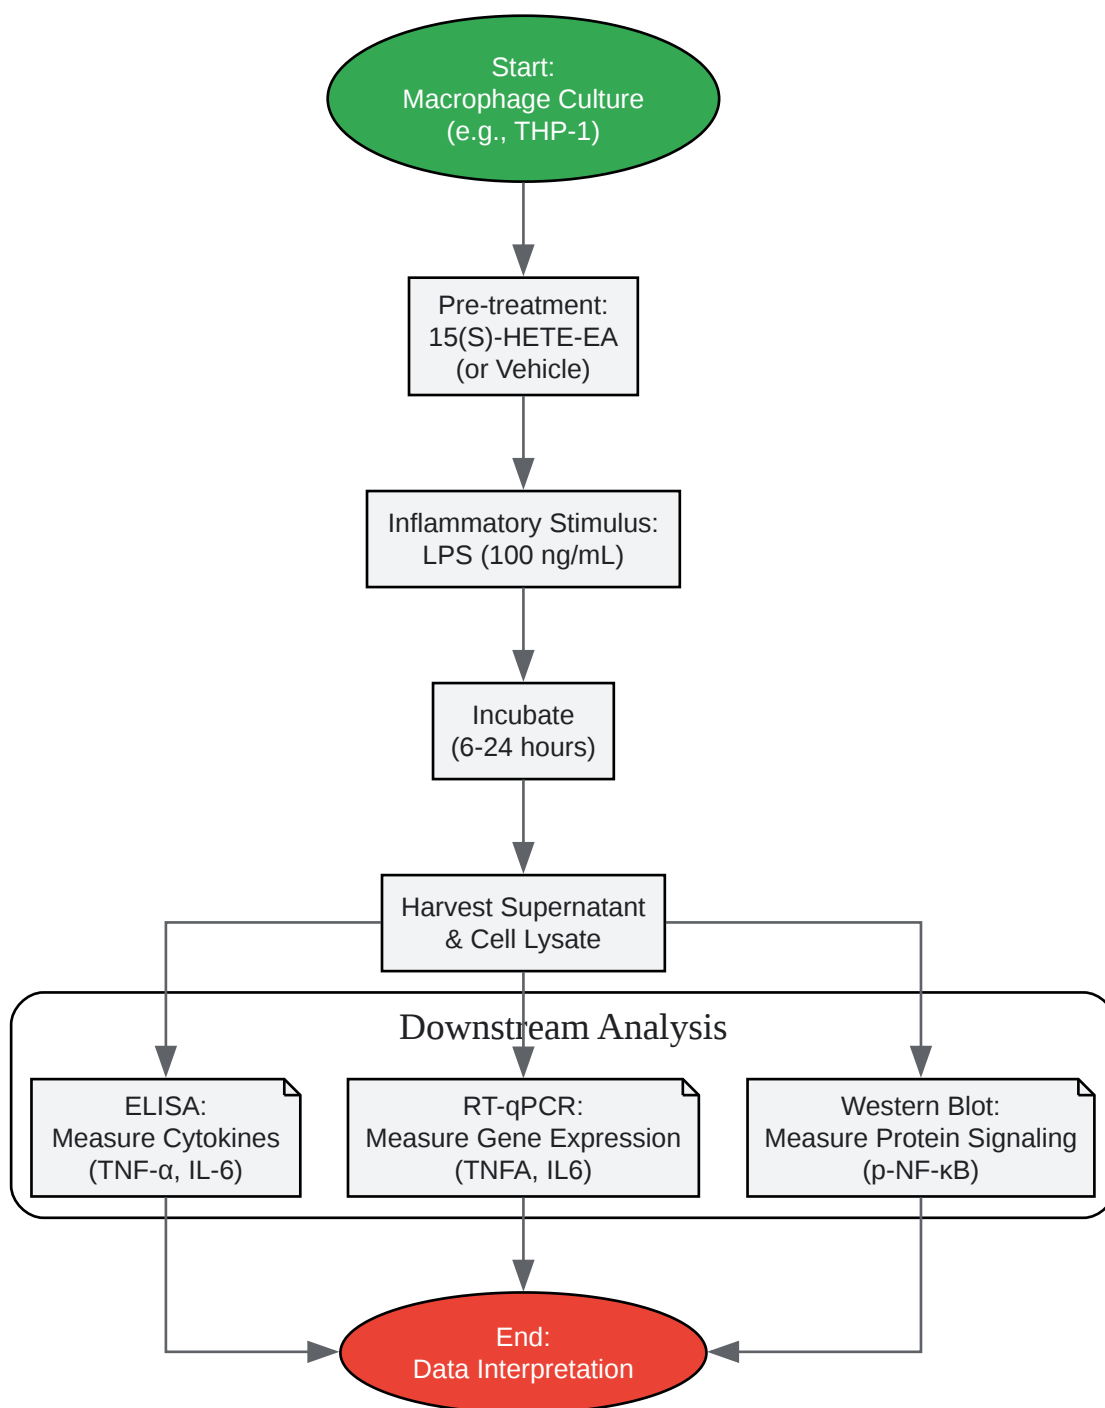 Start:
Macrophage Culture
(e.g., THP-1)
Pre-treatment:
15(S)-HETE-EA
(or Vehicle)
Inflammatory Stimulus:
LPS (100 ng/mL)
Incubate
(6-24 hours)
Harvest Supernatant
& Cell Lysate
Downstream Analysis
ELISA:
Measure Cytokines
(TNF-α, IL-6)
RT-qPCR:
Measure Gene Expression
(TNFA, IL6)
Western Blot:
Measure Protein Signaling
(p-NF-κB)
End:
Data Interpretation